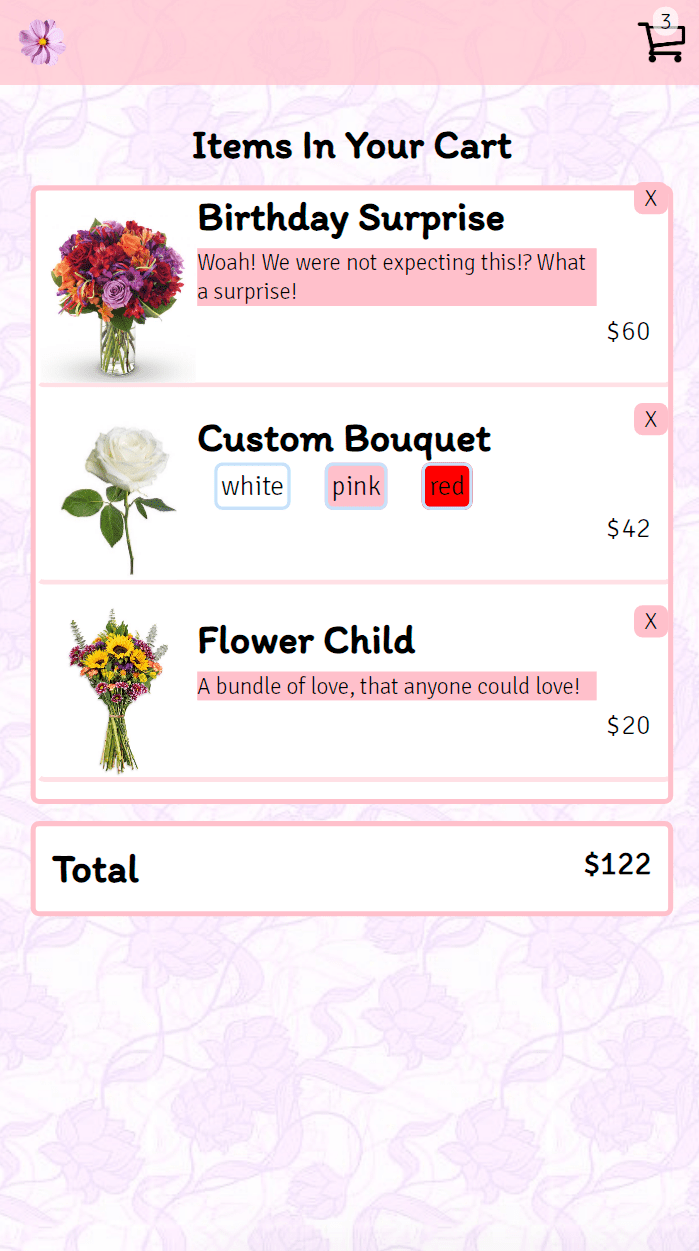 3
Items In Your Cart
X
Birthday Surprise
Woah! We were not expecting this!? What
a surprise!
$60
X
Custom Bouquet
white pink red
$42
X
Flower Child
A bundle of love, that anyone could love!
$20
Total $122